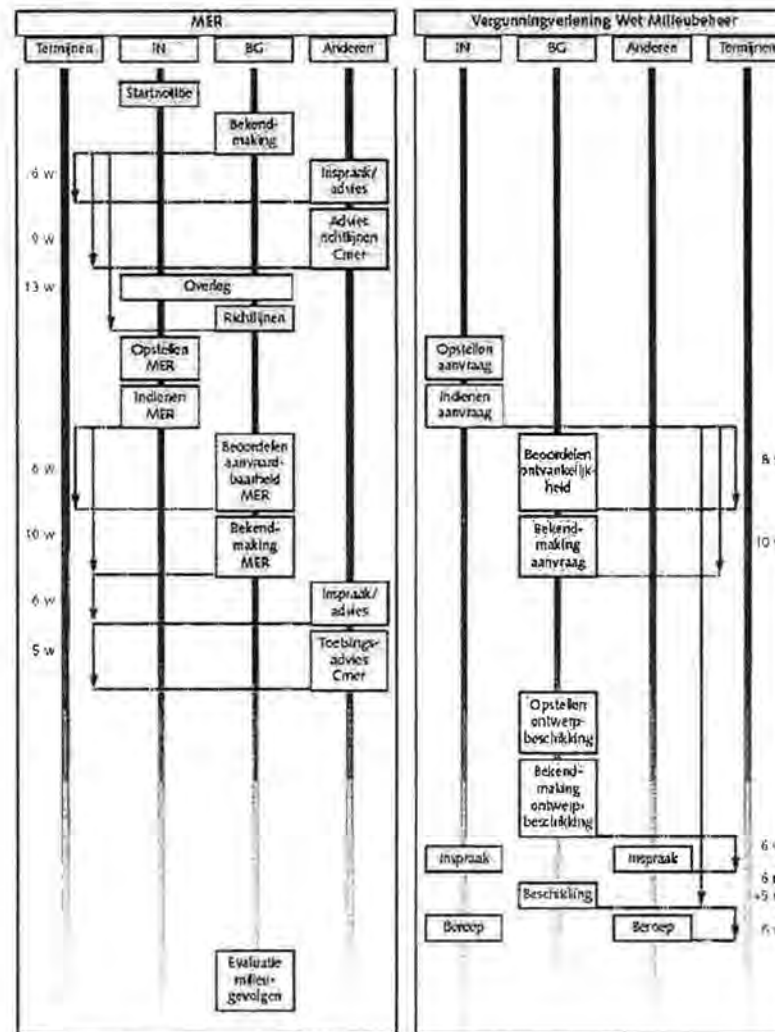 MER
Termijnen IN BG Anderen
Startnotitie
Bekend-
making
6 w
Inspraak/
advies
9 w
Advies
richtlijnen
Cmer
13 w
Overleg
Richtlijnen
Opstellen
MER
Indienen
MER
6 w
Beoordelen
aanvaard-
baarheid
MER
10 w
Bekend-
making
MER
6 w
Inspraak/
advies
5 w
Toetsings-
advies
Cmer
Evaluatie
milieu-
gevolgen
Vergunningverlening Wet Milieubeheer
IN BG Anderen Termijnen
Opstellen
aanvraag
Indienen
aanvraag
Beoordelen
ontvankelijk-
heid
Bekend-
making
aanvraag
10
Opstellen
ontwerp-
beschikking
Bekend-
making
ontwerp-
beschikking
Inspraak
Inspraak
Beschikking
Beroep
Beroep